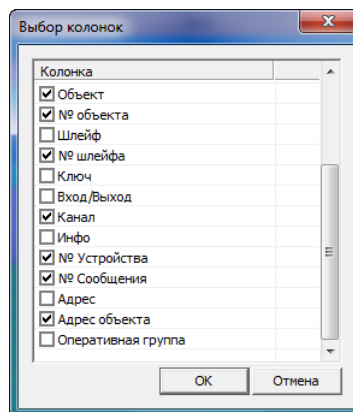 Выбор колонок
Колонка
Объект
№ объекта
Шлейф
№ шлейфа
Ключ
Вход/Выход
Канал
Инфо
№ Устройства
№ Сообщения
Адрес
Адрес объекта
Оперативная группа
OK Отмена